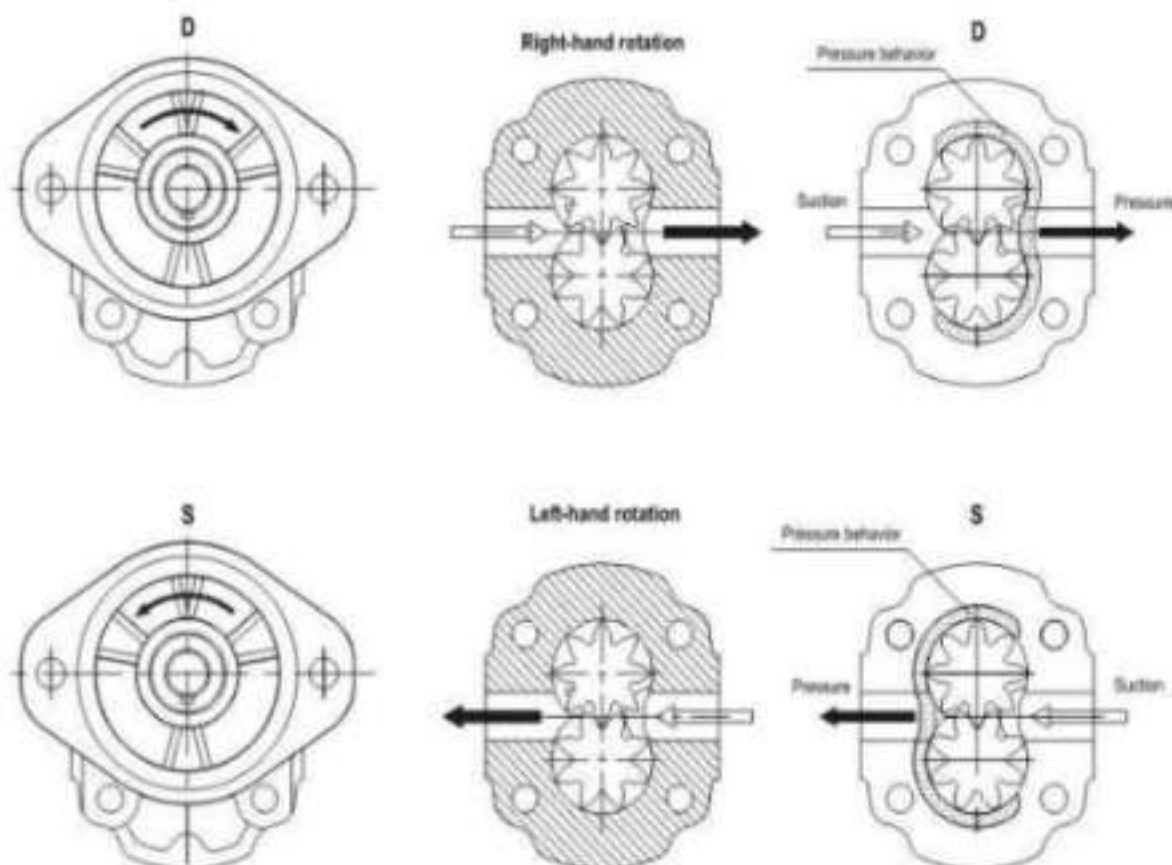 D
Right-hand rotation
D
Pressure behavior
Suction
Pressure
S
Left-hand rotation
S
Pressure behavior
Pressure
Suction